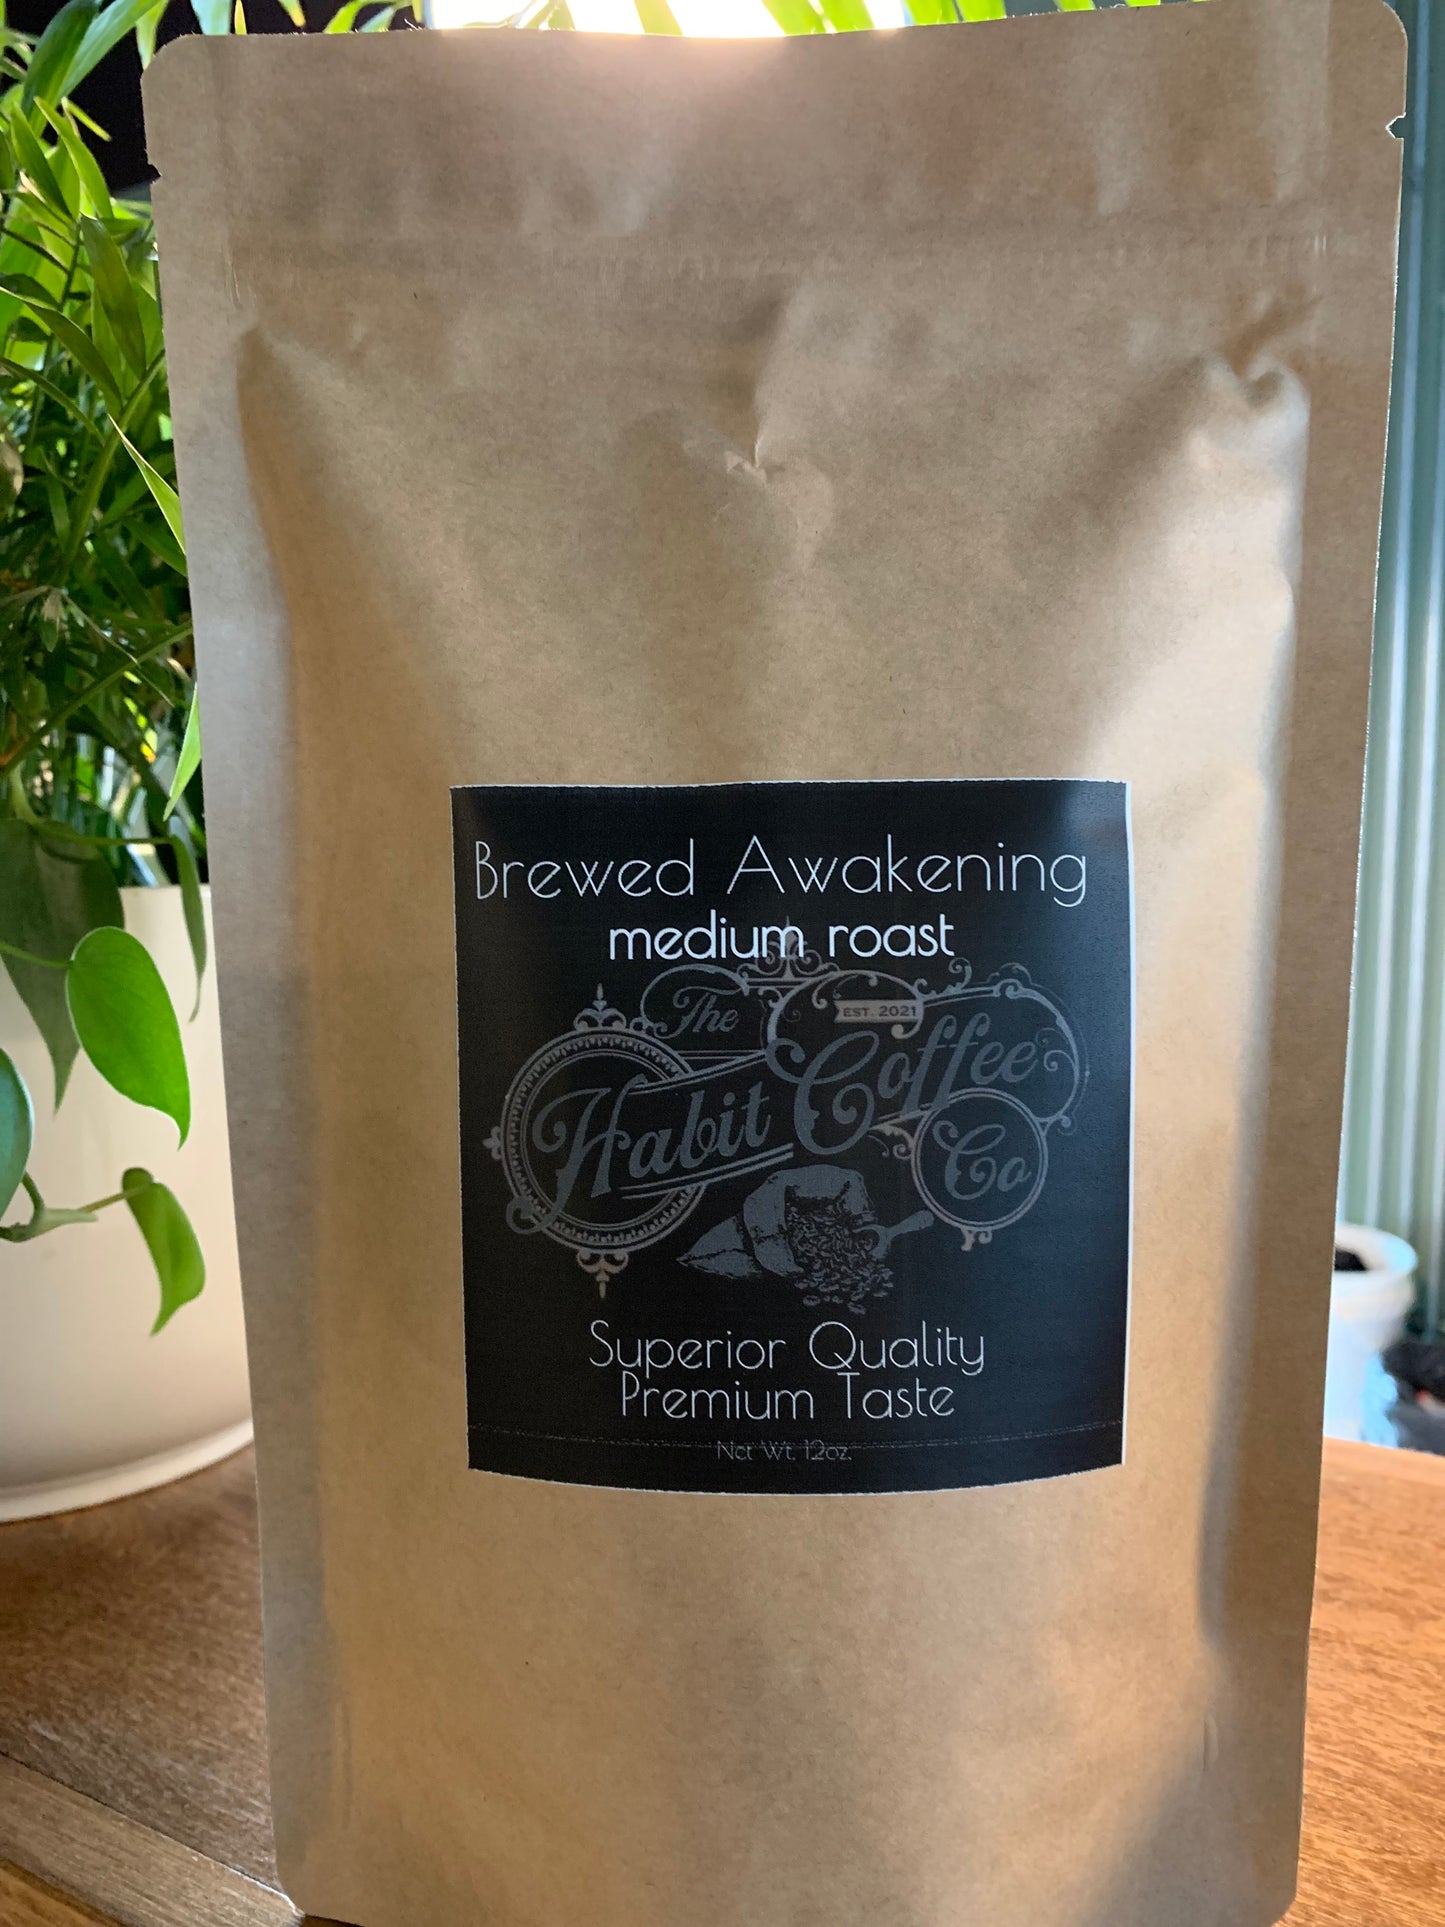 Brewed Awakening
medium roast
The
EST. 2021
Habit Coffee
Co
Superior Quality
Premium Taste
Net Wt. 12oz.